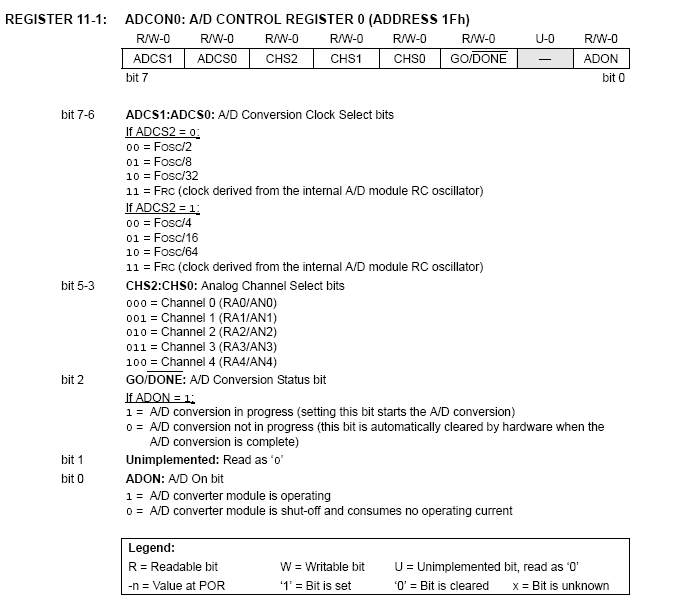 REGISTER 11-1: ADCON0: A/D CONTROL REGISTER 0 (ADDRESS 1Fh)
R/W-0 R/W-0 R/W-0 R/W-0 R/W-0 R/W-0 U-0 R/W-0
ADCS1 ADCS0 CHS2 CHS1 CHS0 GO/DONE — ADON
bit 7 bit 0
bit 7-6 ADCS1:ADCS0: A/D Conversion Clock Select bits
If ADCS2 = 0:
00 = FOSC/2
01 = FOSC/8
10 = FOSC/32
11 = FRC (clock derived from the internal A/D module RC oscillator)
If ADCS2 = 1:
00 = FOSC/4
01 = FOSC/16
10 = FOSC/64
11 = FRC (clock derived from the internal A/D module RC oscillator)
bit 5-3 CHS2:CHS0: Analog Channel Select bits
000 = Channel 0 (RA0/AN0)
001 = Channel 1 (RA1/AN1)
010 = Channel 2 (RA2/AN2)
011 = Channel 3 (RA3/AN3)
100 = Channel 4 (RA4/AN4)
bit 2 GO/DONE: A/D Conversion Status bit
If ADON = 1:
1 = A/D conversion in progress (setting this bit starts the A/D conversion)
0 = A/D conversion not in progress (this bit is automatically cleared by hardware when the
A/D conversion is complete)
bit 1 Unimplemented: Read as '0'
bit 0 ADON: A/D On bit
1 = A/D converter module is operating
0 = A/D converter module is shut-off and consumes no operating current
Legend:
R = Readable bit W = Writable bit U = Unimplemented bit, read as '0'
-n = Value at POR '1' = Bit is set '0' = Bit is cleared x = Bit is unknown